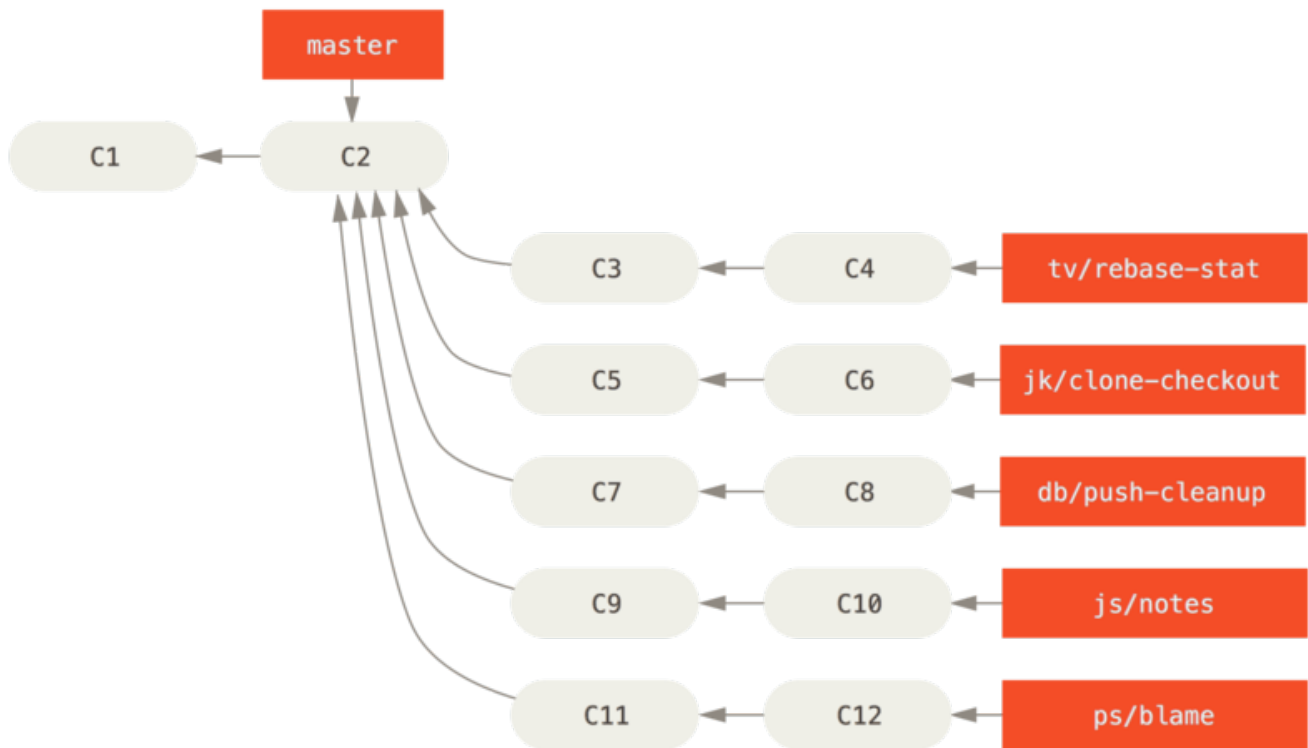 master
C1
C2
C3
C4
tv/rebase-stat
C5
C6
jk/clone-checkout
C7
C8
db/push-cleanup
C9
C10
js/notes
C11
C12
ps/blame